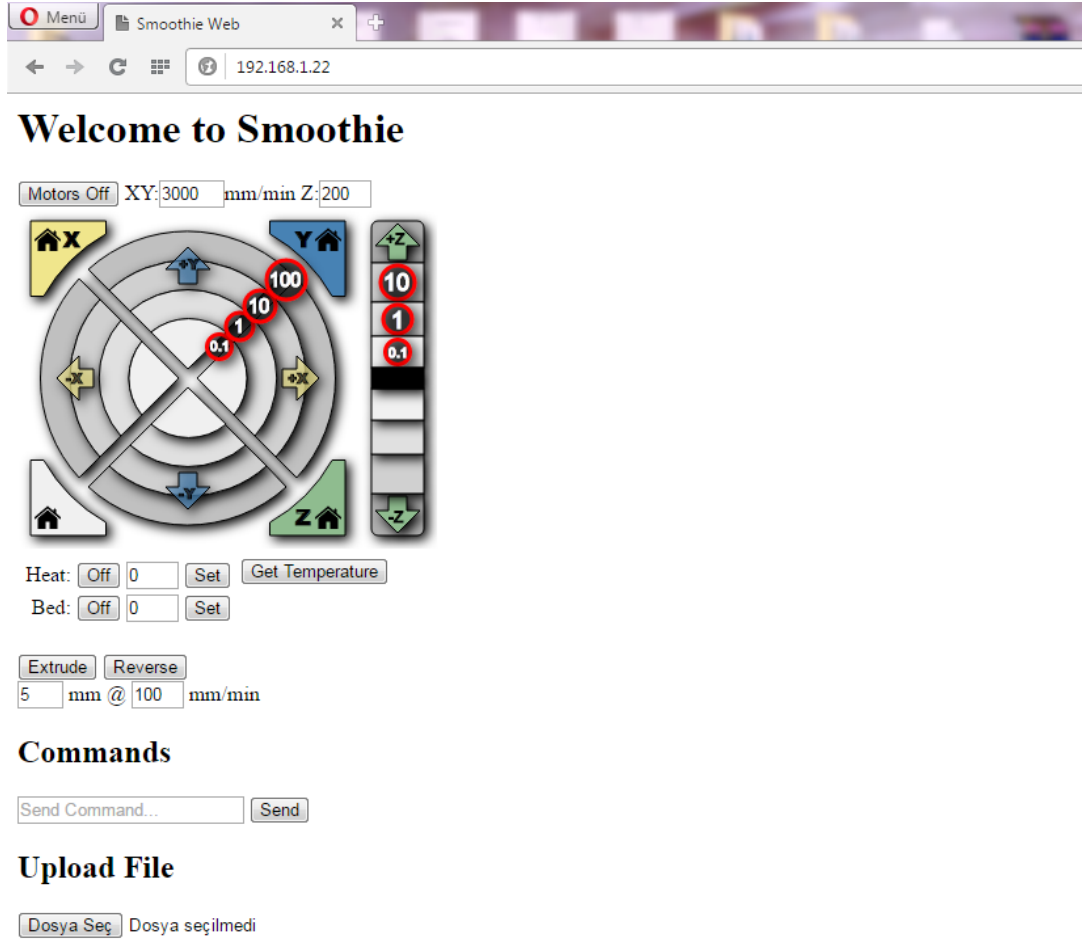 Menü Smoothie Web
192.168.1.22
Welcome to Smoothie
Motors Off XY: 3000 mm/min Z: 200
X Y +Z
+Y 100 10
10 1
1 0.1
0.1
-X +X
-Y
Z -Z
Heat: Off 0 Set Get Temperature
Bed: Off 0 Set
Extrude Reverse
5 mm @ 100 mm/min
Commands
Send Command... Send
Upload File
Dosya Seç Dosya seçilmedi